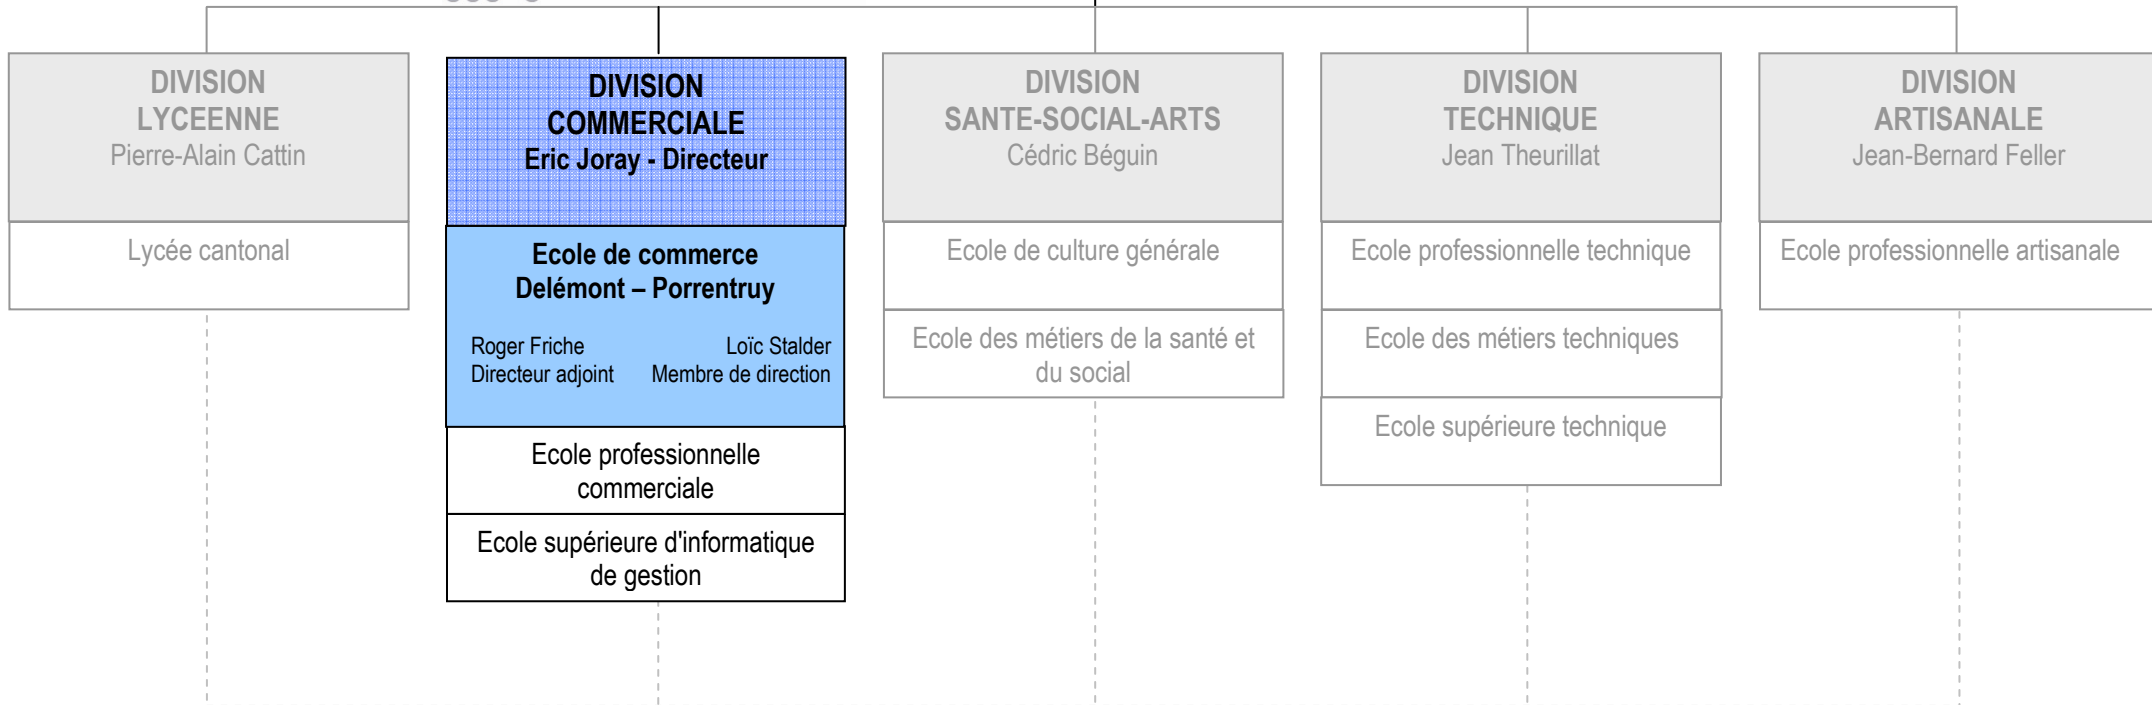 DIVISION
LYCEENNE
Pierre-Alain Cattin
Lycée cantonal
DIVISION
COMMERCIALE
Eric Joray - Directeur
Ecole de commerce
Delémont – Porrentruy
Roger Friche
Directeur adjoint
Loïc Stalder
Membre de direction
Ecole professionnelle
commerciale
Ecole supérieure d'informatique
de gestion
DIVISION
SANTE-SOCIAL-ARTS
Cédric Béguin
Ecole de culture générale
Ecole des métiers de la santé et
du social
DIVISION
TECHNIQUE
Jean Theurillat
Ecole professionnelle technique
Ecole des métiers techniques
Ecole supérieure technique
DIVISION
ARTISANALE
Jean-Bernard Feller
Ecole professionnelle artisanale